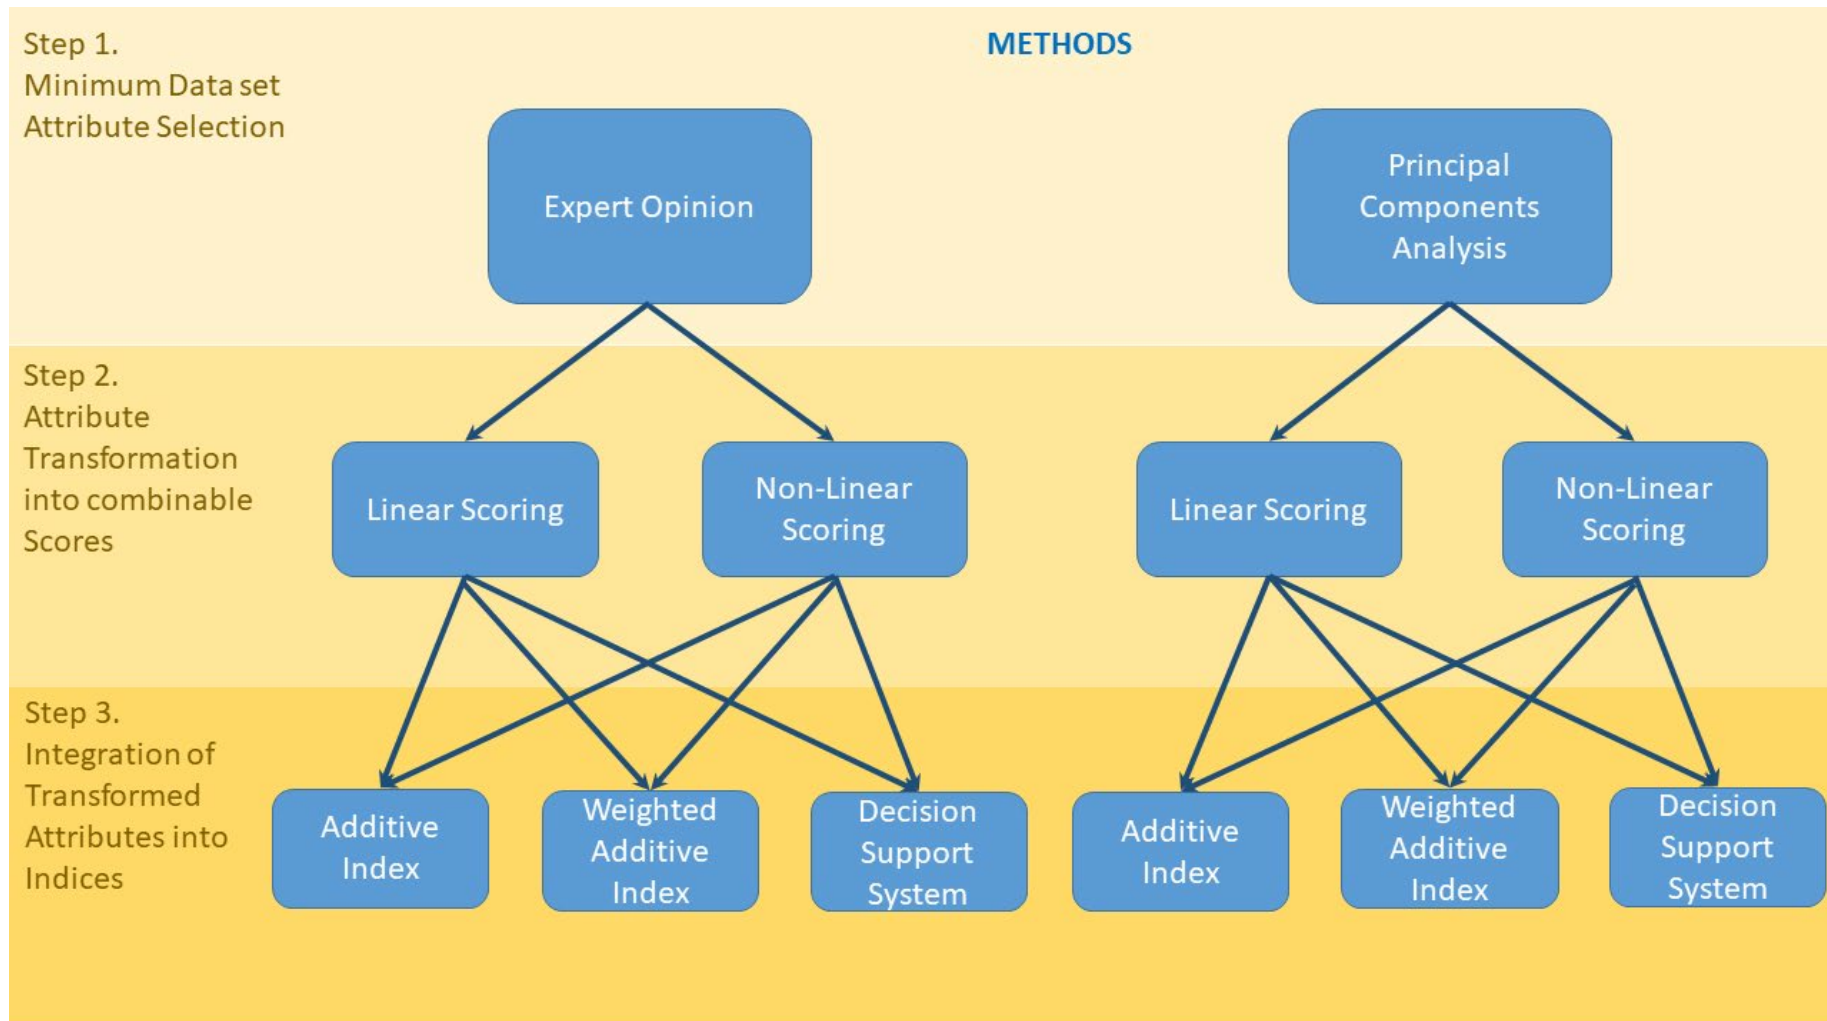 Step 1.
Minimum Data set
Attribute Selection
METHODS
Expert Opinion
Principal
Components
Analysis
Step 2.
Attribute
Transformation
into combinable
Scores
Linear Scoring
Non-Linear
Scoring
Linear Scoring
Non-Linear
Scoring
Step 3.
Integration of
Transformed
Attributes into
Indices
Additive
Index
Weighted
Additive
Index
Decision
Support
System
Additive
Index
Weighted
Additive
Index
Decision
Support
System